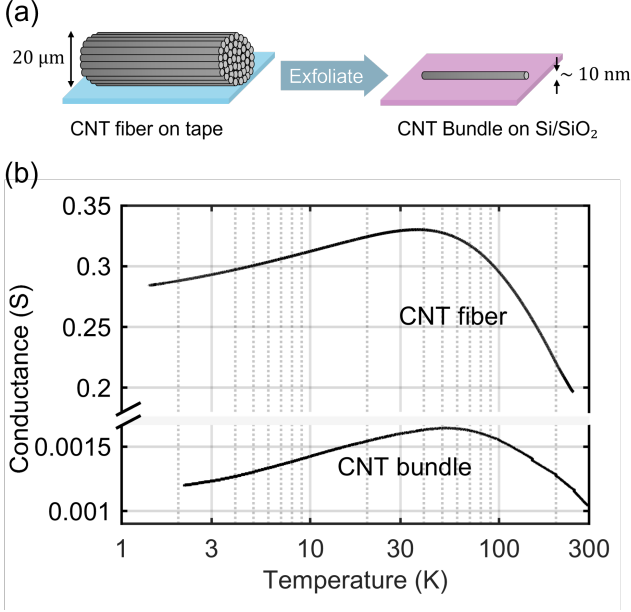 (a)
20 μm
Exfoliate
~ 10 nm
CNT fiber on tape
CNT Bundle on Si/SiO₂
(b)
0.35
0.3
0.25
0.2
0.0015
0.001
Conductance (S)
CNT fiber
CNT bundle
1
3
10
30
100
300
Temperature (K)